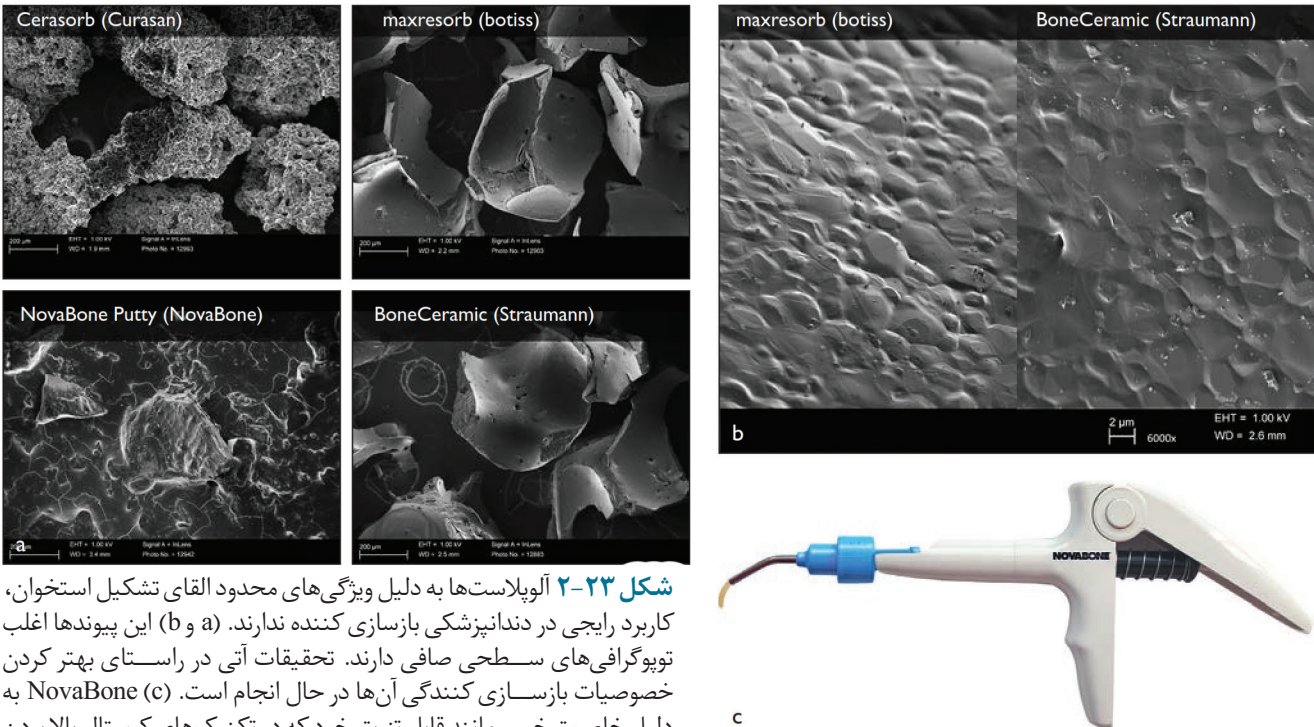 Cerasorb (Curasan)
200 µm
EHT = 1.00 kV
WD = 1.9 mm
Signal A = InLens
Photo No. = 12993
maxresorb (botiss)
200 µm
EHT = 1.00 kV
WD = 2.2 mm
Signal A = InLens
Photo No. = 12903
NovaBone Putty (NovaBone)
a
EHT = 1.00 kV
WD = 3.4 mm
Signal A = InLens
Photo No. = 12942
BoneCeramic (Straumann)
200 µm
EHT = 1.00 kV
WD = 2.5 mm
Signal A = InLens
Photo No. = 12883
maxresorb (botiss)
BoneCeramic (Straumann)
b
2 µm
6000x
EHT = 1.00 kV
WD = 2.6 mm
NOVABONE
c
شکل ۲۳-۲ آلوپلاست‌ها به دلیل ویژگی‌های محدود القای تشکیل استخوان،
کاربرد رایجی در دندانپزشکی بازسازی کننده ندارند. (a و b) این پیوندها اغلب
توپوگرافی‌های سطحی صافی دارند. تحقیقات آتی در راستای بهتر کردن
خصوصیات بازسازی کنندگی آن‌ها در حال انجام است. (c) NovaBone به